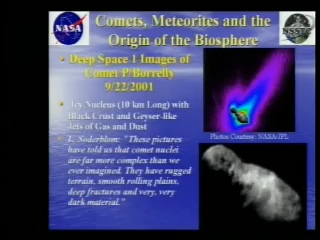 NASA
Comets, Meteorites and the
Origin of the Biosphere
NSSTC
Deep Space 1 Images of
Comet P/Borrelly
9/22/2001
Icy Nucleus (10 km Long) with
Black Crust and Geyser-like
Jets of Gas and Dust
Photos Courtesy: NASA/JPL
L. Soderblom: "These pictures
have told us that comet nuclei
are far more complex than we
ever imagined. They have rugged
terrain, smooth rolling plains,
deep fractures and very, very
dark material."